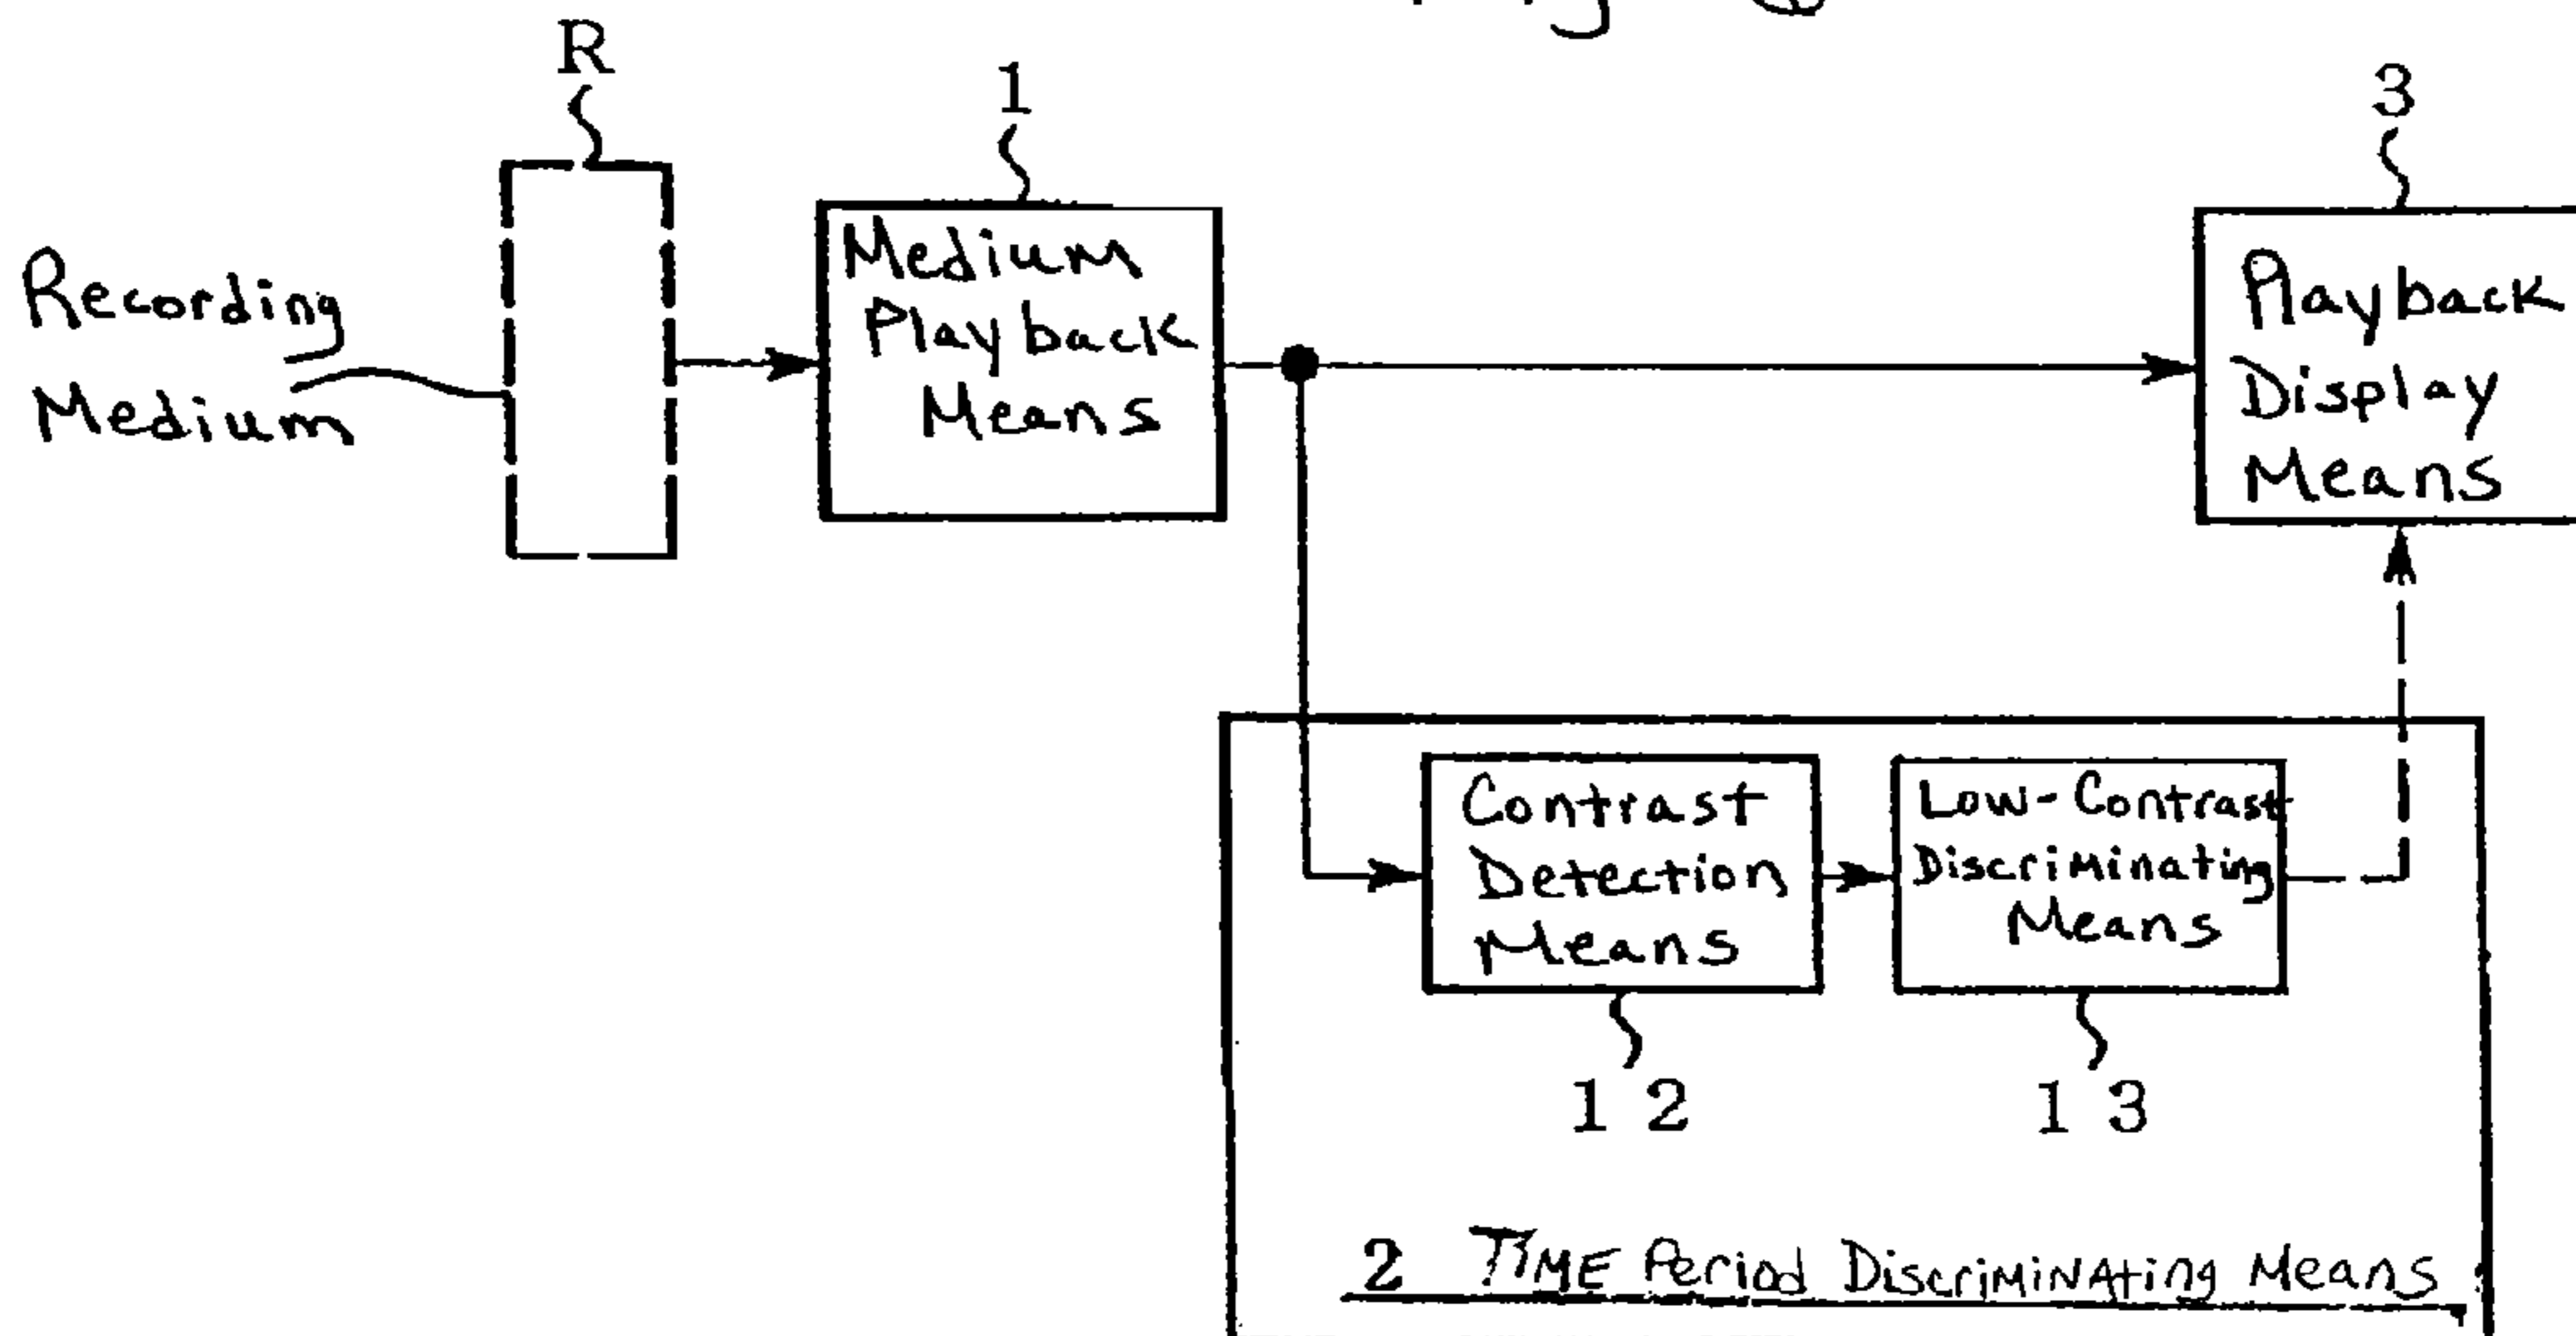 R
1
3
Recording
Medium
Medium
Playback
Means
Playback
Display
Means
Contrast
Detection
Means
Low-Contrast
Discriminating
Means
12
13
2 TIME Period DiscriMiNAting Means